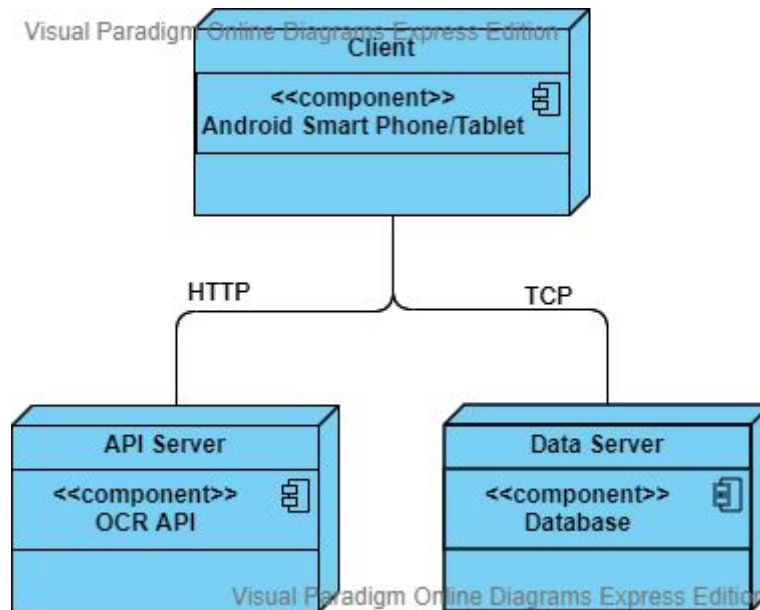 Visual Paradigm Online Diagrams Express Edition
Client
<<component>>
Android Smart Phone/Tablet
HTTP
TCP
API Server
<<component>>
OCR API
Data Server
<<component>>
Database
Visual Paradigm Online Diagrams Express Edition